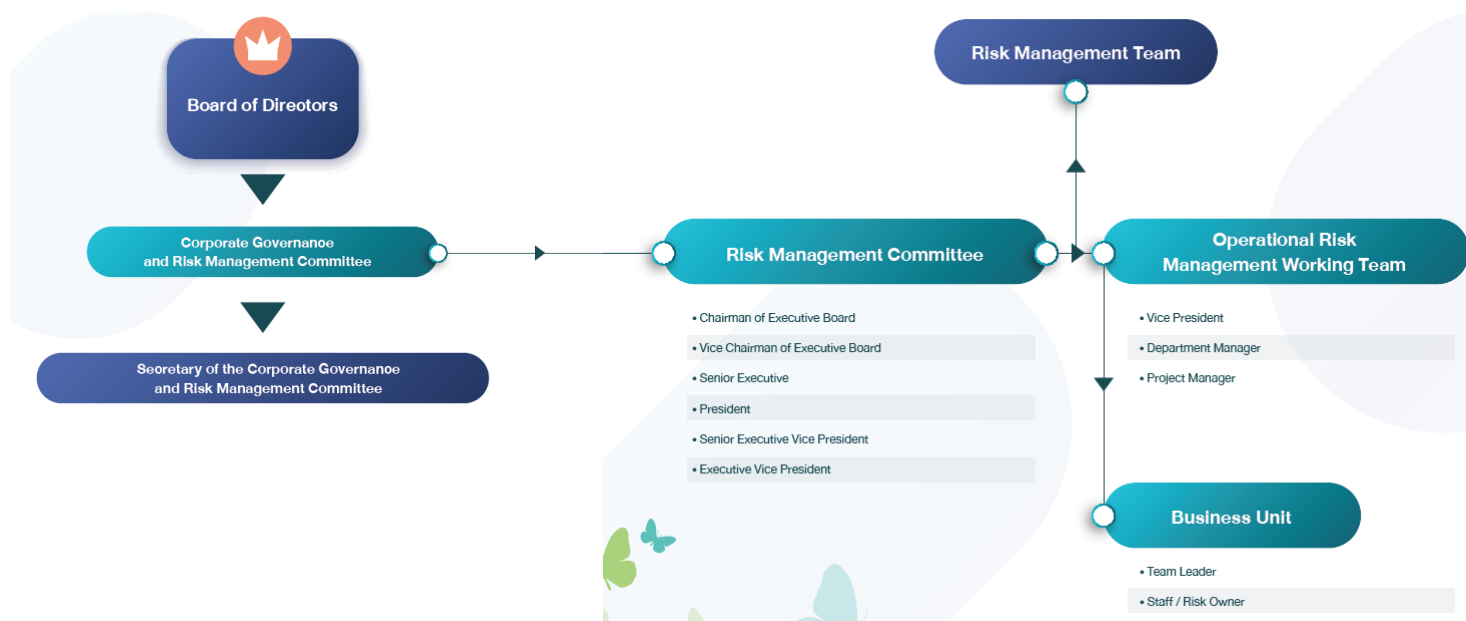 Board of Direotors
Corporate Governanoe
and Risk Management Committee
Seoretary of the Corporate Governanoe
and Risk Management Committee
Risk Management Team
Risk Management Committee
• Chairman of Executive Board
• Vice Chairman of Executive Board
• Senior Executive
• President
• Senior Executive Vice President
• Executive Vice President
Operational Risk
Management Working Team
• Vice President
• Department Manager
• Project Manager
Business Unit
• Team Leader
• Staff / Risk Owner